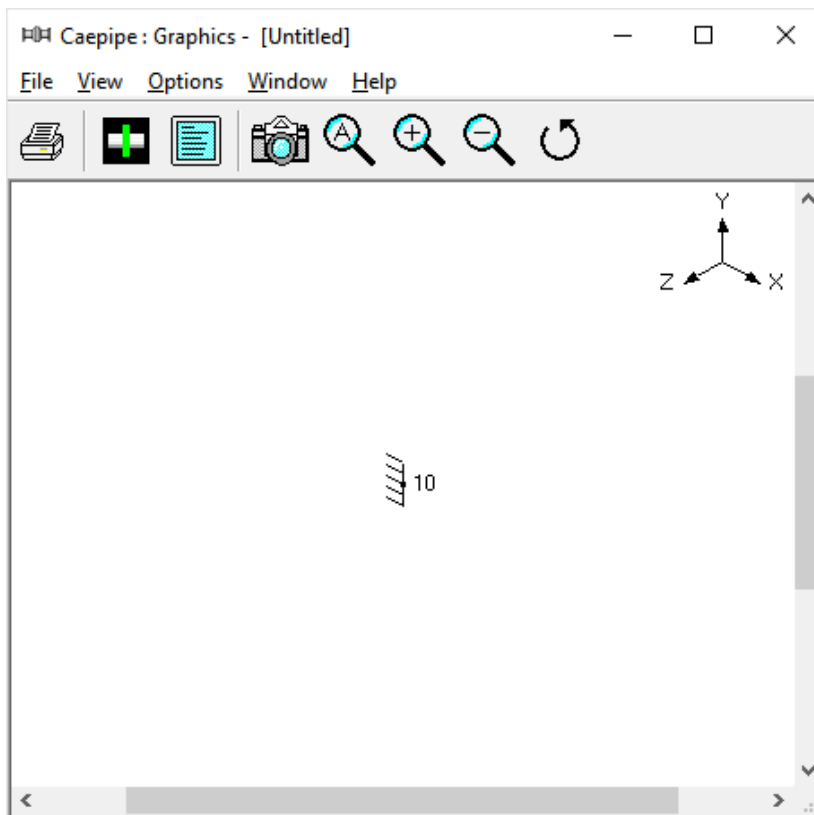 Caepipe : Graphics - [Untitled]
File View Options Window Help
A
Y
Z X
10